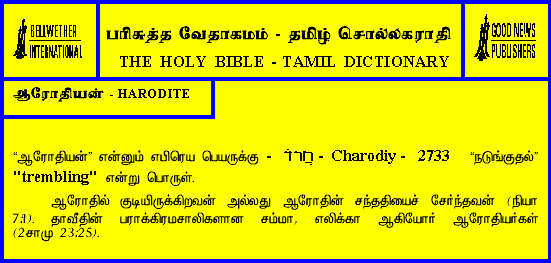 BELLWETHER
INTERNATIONAL
பரிசுத்த வேதாகமம் - தமிழ் சொல்லகராதி
THE HOLY BIBLE - TAMIL DICTIONARY
GOOD NEWS
PUBLISHERS
ஆரோதியன் - HARODITE
“ஆரோதியன்” என்னும் எபிரெய பெயருக்கு - - Charodiy - 2733 “நடுங்குதல்”
"trembling" என்று பொருள்.
ஆரோதில் குடியிருக்கிறவன் அல்லது ஆரோதின் சந்ததியைச் சேர்ந்தவன் (நியா
7:1). தாவீதின் பராக்கிரமசாலிகளான சம்மா, எலிக்கா ஆகியோர் ஆரோதியர்கள்
(2சாமு 23:25).